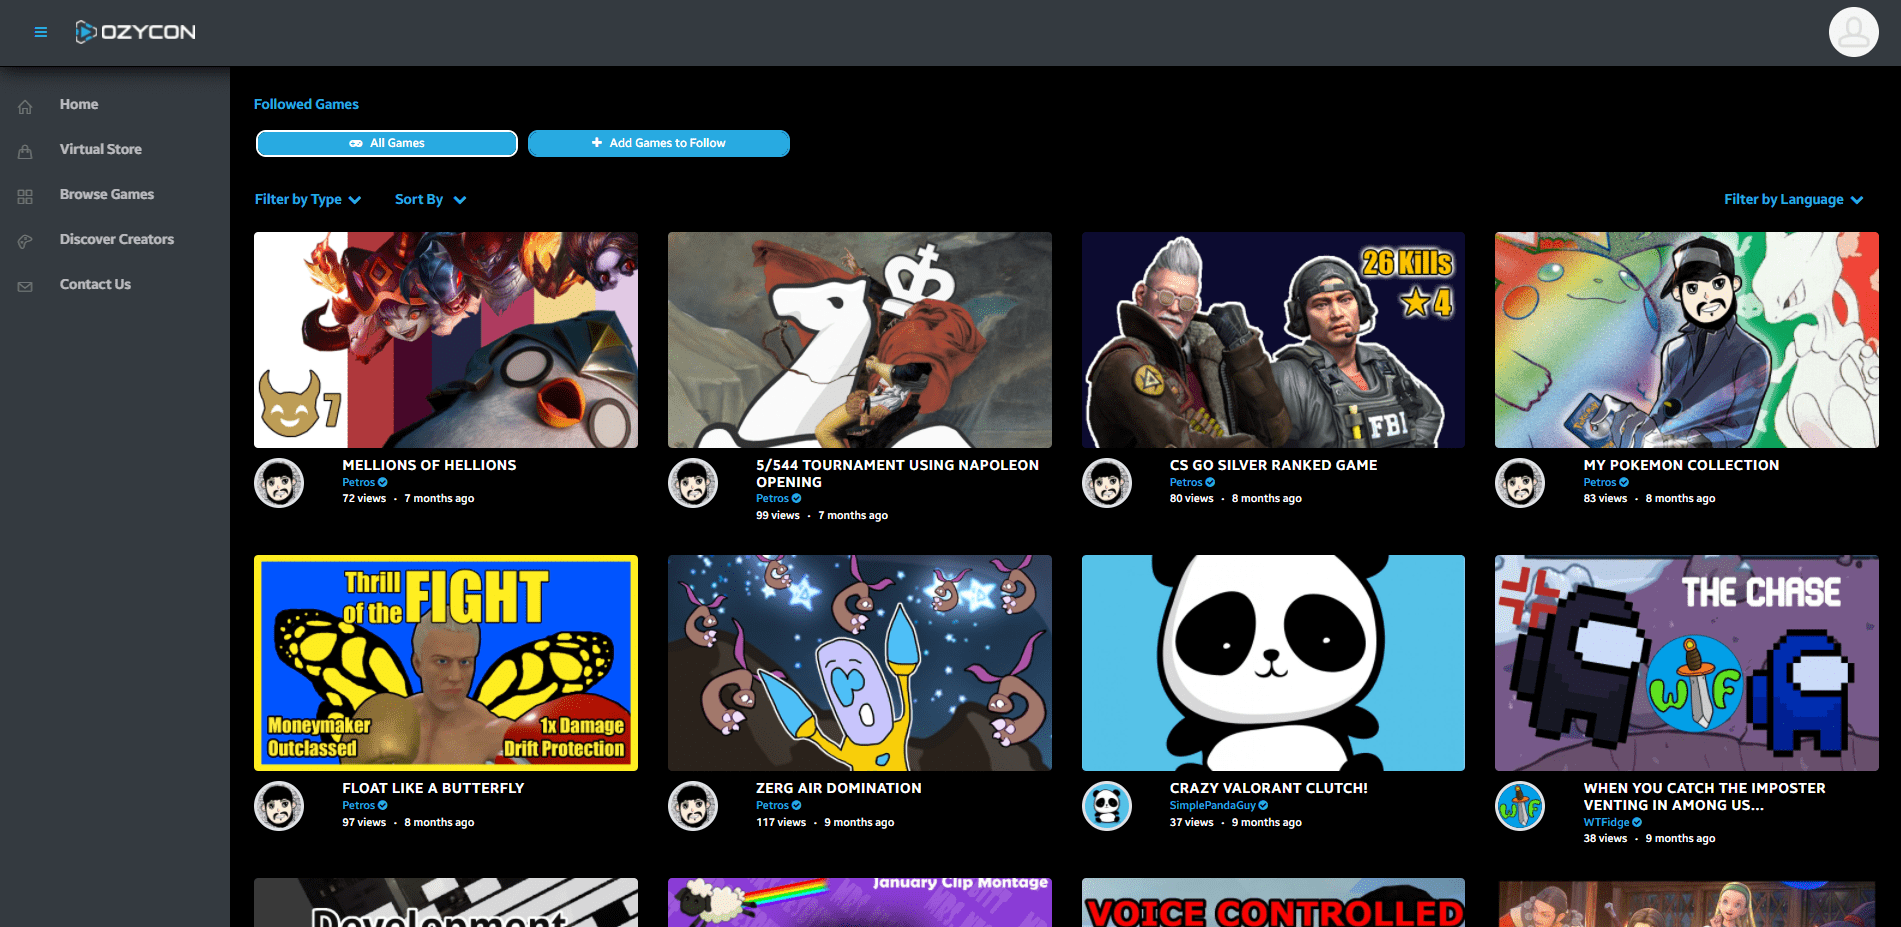 OZYCON
Home
Virtual Store
Browse Games
Discover Creators
Contact Us
Followed Games
All Games
Add Games to Follow
Filter by Type
Sort By
Filter by Language
7
26 Kills
4
FBI
MELLIONS OF HELLIONS
Petros
72 views • 7 months ago
5/544 TOURNAMENT USING NAPOLEON
OPENING
Petros
99 views • 7 months ago
CS GO SILVER RANKED GAME
Petros
80 views • 8 months ago
MY POKEMON COLLECTION
Petros
83 views • 8 months ago
Thrill
of the FIGHT
Moneymaker
Outclassed
1x Damage
Drift Protection
THE CHASE
WTF
FLOAT LIKE A BUTTERFLY
Petros
97 views • 8 months ago
ZERG AIR DOMINATION
Petros
117 views • 9 months ago
CRAZY VALORANT CLUTCH!
SimplePandaGuy
37 views • 9 months ago
WTF
WHEN YOU CATCH THE IMPOSTER
VENTING IN AMONG US...
WTFidge
38 views • 9 months ago
Development
January Clip Montage
VOICE CONTROLLED